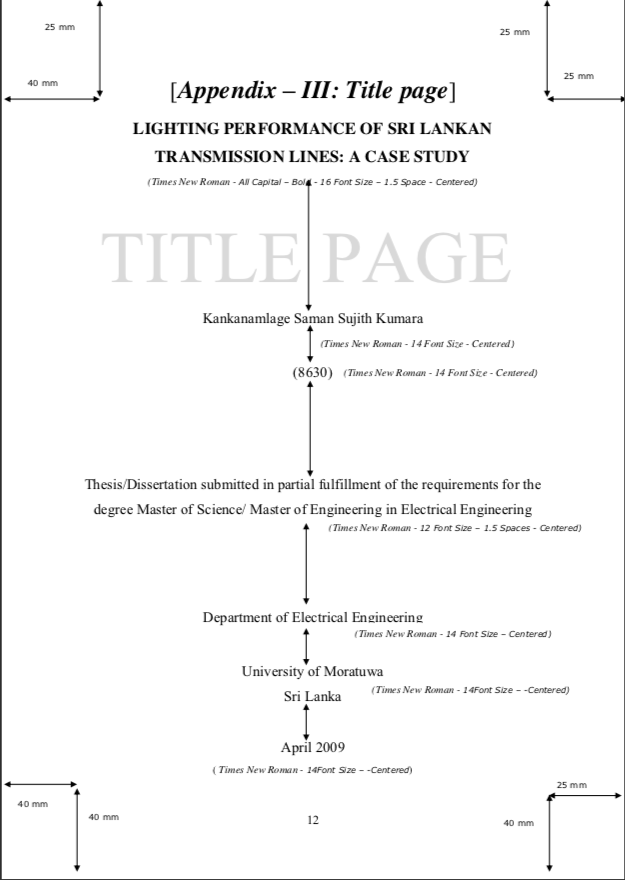 25 mm
25 mm
40 mm
25 mm
[Appendix – III: Title page]
LIGHTING PERFORMANCE OF SRI LANKAN
TRANSMISSION LINES: A CASE STUDY
(Times New Roman - All Capital – Bold - 16 Font Size – 1.5 Space - Centered)
TITLE PAGE
Kankanamlage Saman Sujith Kumara
(Times New Roman - 14 Font Size - Centered)
(8630) (Times New Roman - 14 Font Size - Centered)
Thesis/Dissertation submitted in partial fulfillment of the requirements for the
degree Master of Science/ Master of Engineering in Electrical Engineering
(Times New Roman - 12 Font Size – 1.5 Spaces - Centered)
Department of Electrical Engineering
(Times New Roman - 14 Font Size – Centered)
University of Moratuwa
Sri Lanka (Times New Roman - 14Font Size – -Centered)
April 2009
( Times New Roman - 14Font Size – -Centered)
25 mm
40 mm
40 mm
12
40 mm